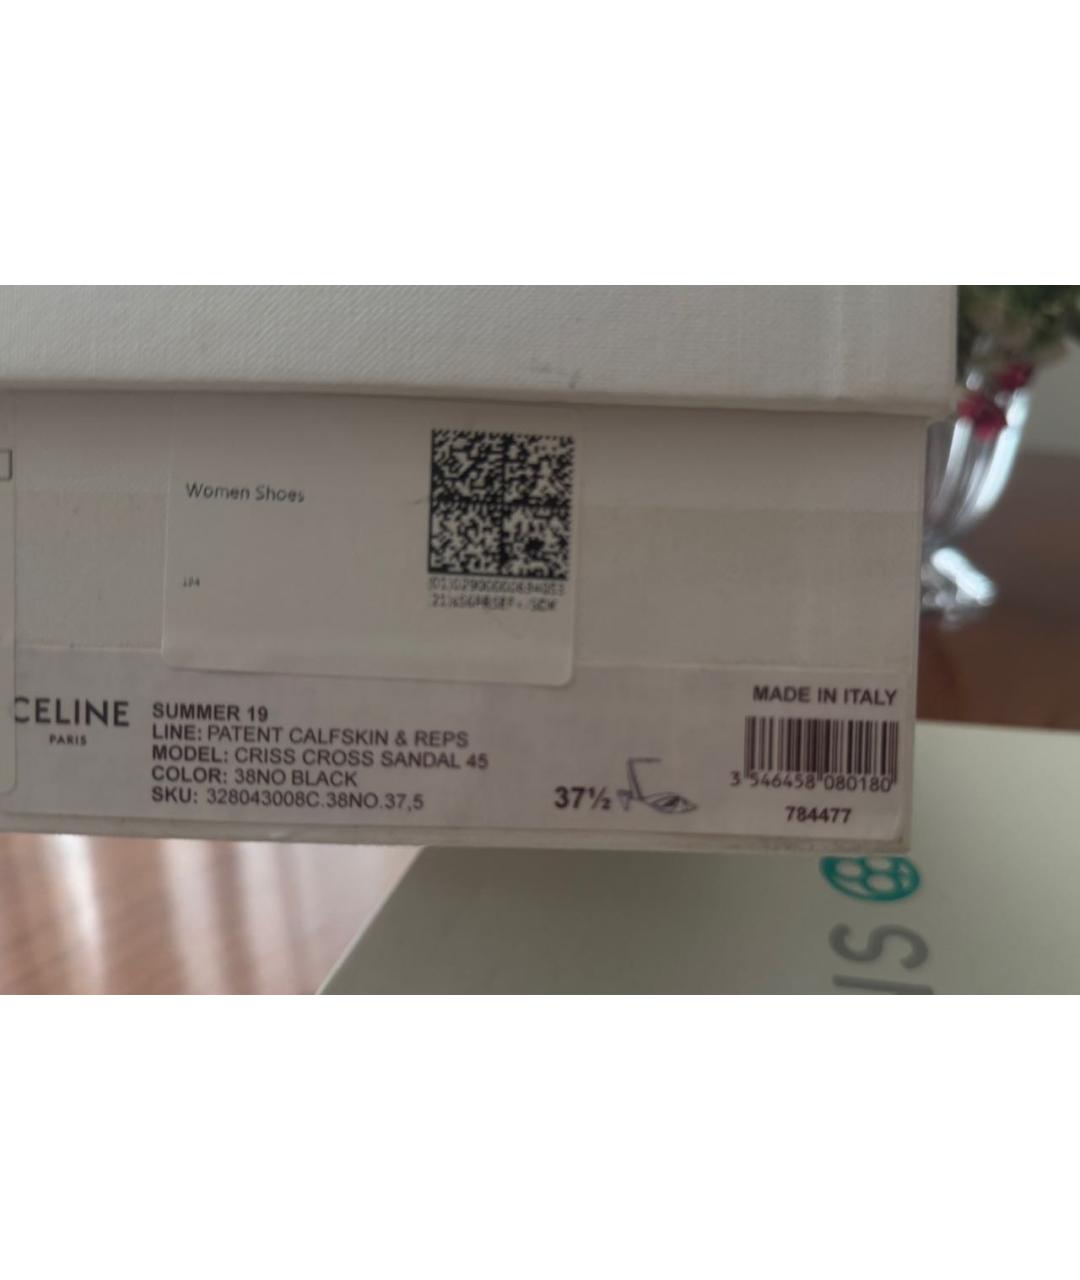 Women Shoes
CELINE
PARIS
SUMMER 19
LINE: PATENT CALFSKIN & REPS
MODEL: CRISS CROSS SANDAL 45
COLOR: 38NO BLACK
SKU: 328043008C.38NO.37,5
37½
MADE IN ITALY
3 546458 080180
784477